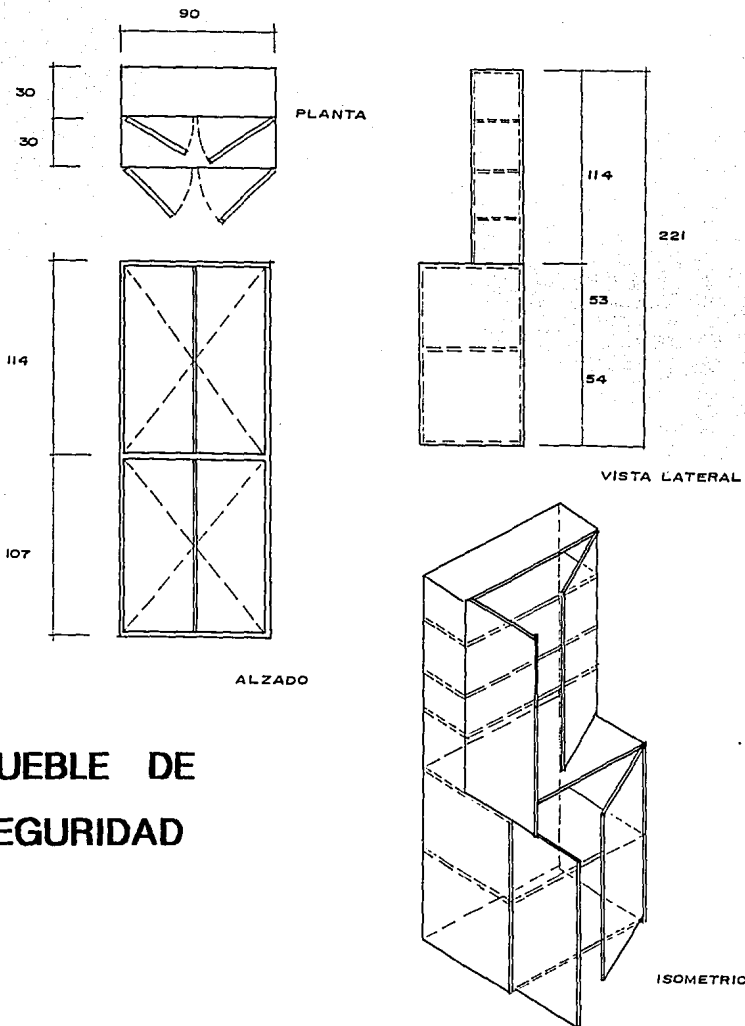 90
30
30
PLANTA
114
107
ALZADO
114
221
53
54
VISTA LATERAL
UEBLE DE
EGURIDAD
ISOMETRIC